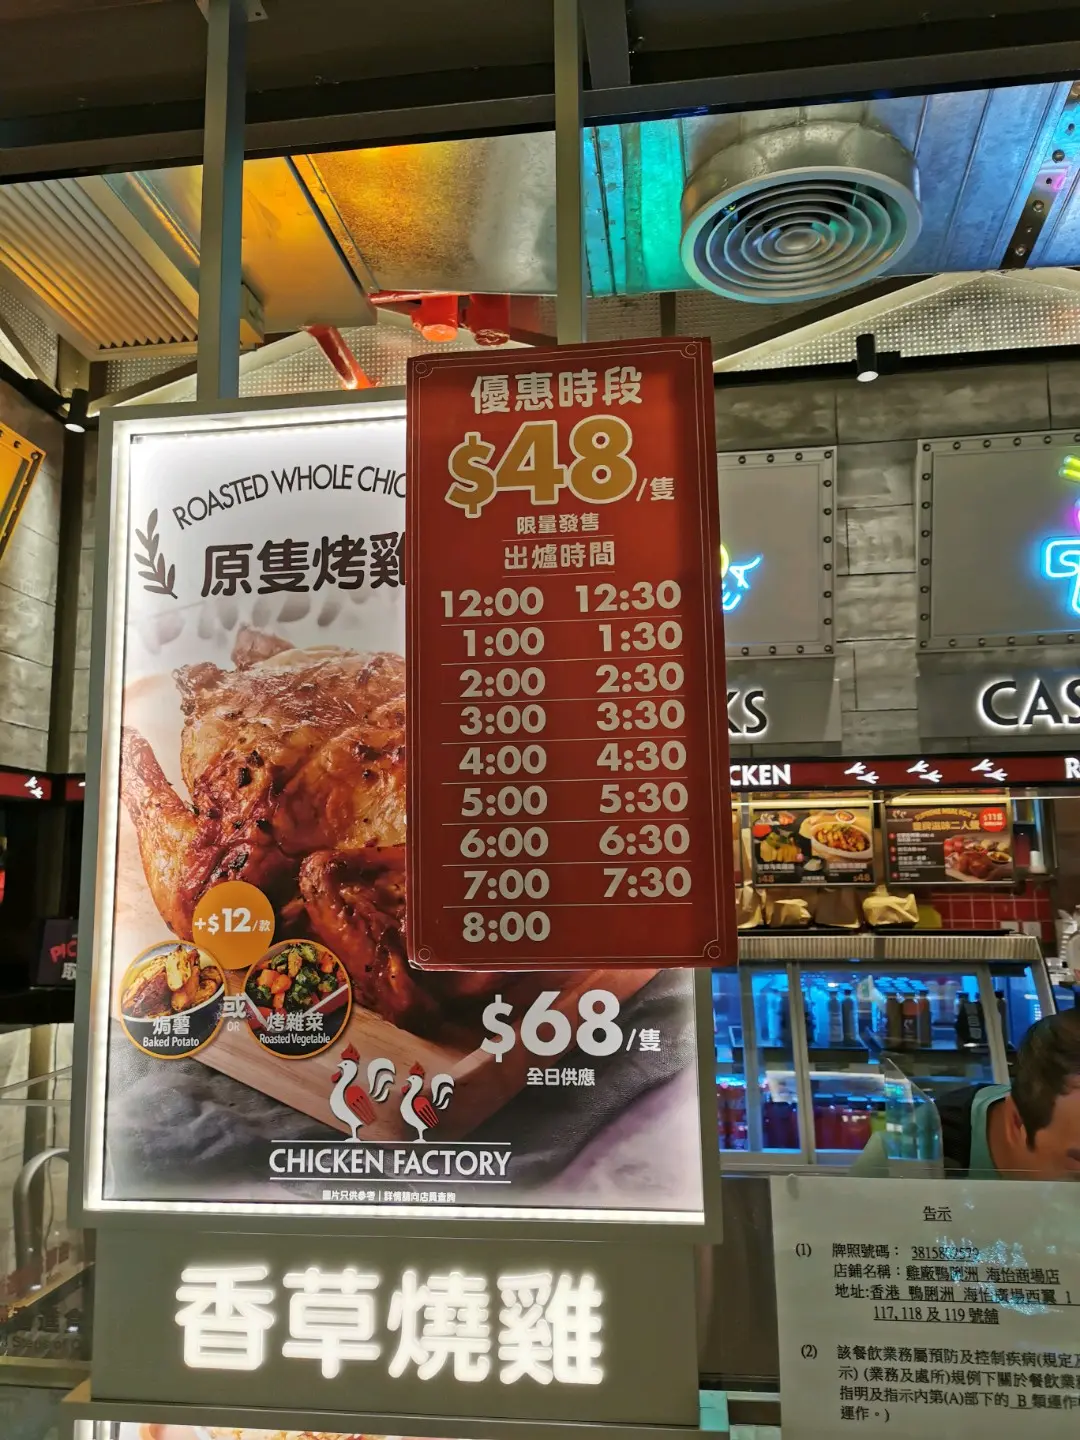 優惠時段
$48/隻
限量發售
出爐時間
12:00 12:30
1:00 1:30
2:00 2:30
3:00 3:30
4:00 4:30
5:00 5:30
6:00 6:30
7:00 7:30
8:00
ROASTED WHOLE CHIC
原隻烤雞
+$12/款
焗薯
Baked Potato
或
OR
烤雜菜
Roasted Vegetable
$68/隻
全日供應
CHICKEN FACTORY
圖片只供參考 | 詳情請向店員查詢
香草燒雞
KS
CAS
CKEN
R
$48
$48
$118
告示
(1) 牌照號碼：
店鋪名稱：雞廠鴨脷洲 海怡商場店
地址:香港 鴨脷洲 海怡廣場西翼 1
117, 118 及 119 號舖
(2) 該餐飲業務屬預防及控制疾病(規定及
示) (業務及處所)規例下關於餐飲業務
指明及指示內第(A)部下的 B 類運作
運作。)